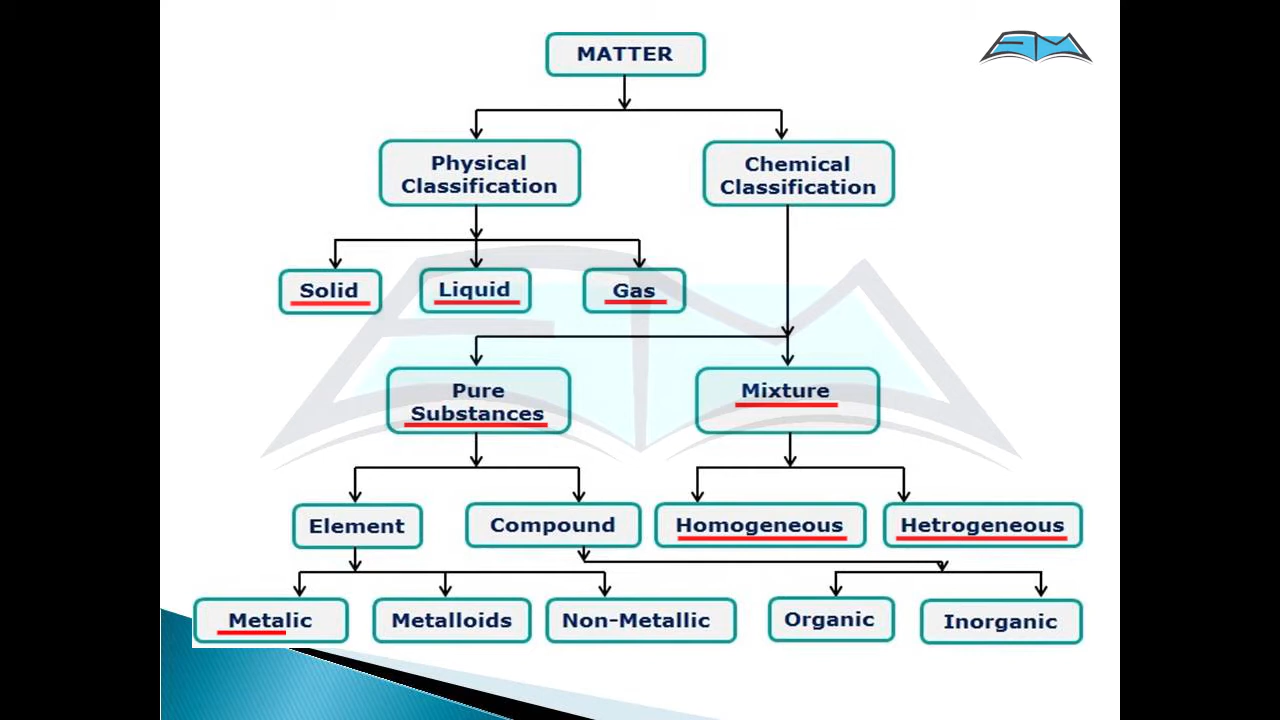 MATTER
Physical
Classification
Chemical
Classification
Solid
Liquid
Gas
Pure
Substances
Mixture
Element
Compound
Homogeneous
Hetrogeneous
Metalic
Metalloids
Non-Metallic
Organic
Inorganic